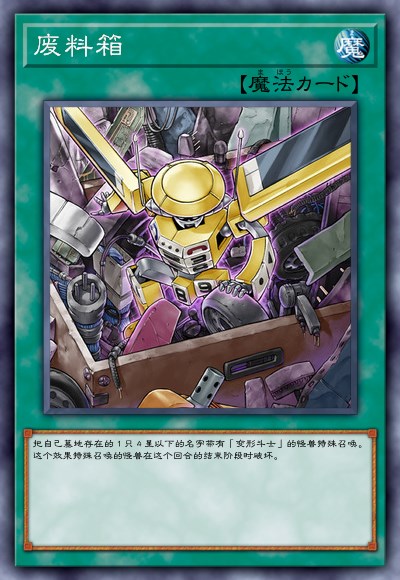 废料箱
魔
【魔法カード】
把自己墓地存在的1只4星以下的名字带有「变形斗士」的怪兽特殊召唤。
这个效果特殊召唤的怪兽在这个回合的结束阶段时破坏。